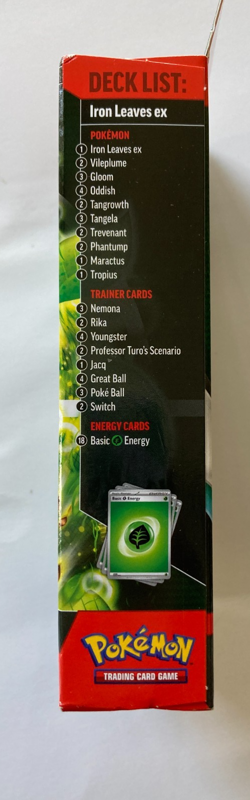 DECK LIST:
Iron Leaves ex
POKÉMON
1 Iron Leaves ex
2 Vileplume
3 Gloom
4 Oddish
2 Tangrowth
3 Tangela
2 Trevenant
2 Phantump
1 Maractus
1 Tropius
TRAINER CARDS
3 Nemona
2 Rika
4 Youngster
2 Professor Turo's Scenario
1 Jacq
4 Great Ball
3 Poké Ball
2 Switch
ENERGY CARDS
18 Basic Energy
Basic Energy
POKÉMON
TRADING CARD GAME